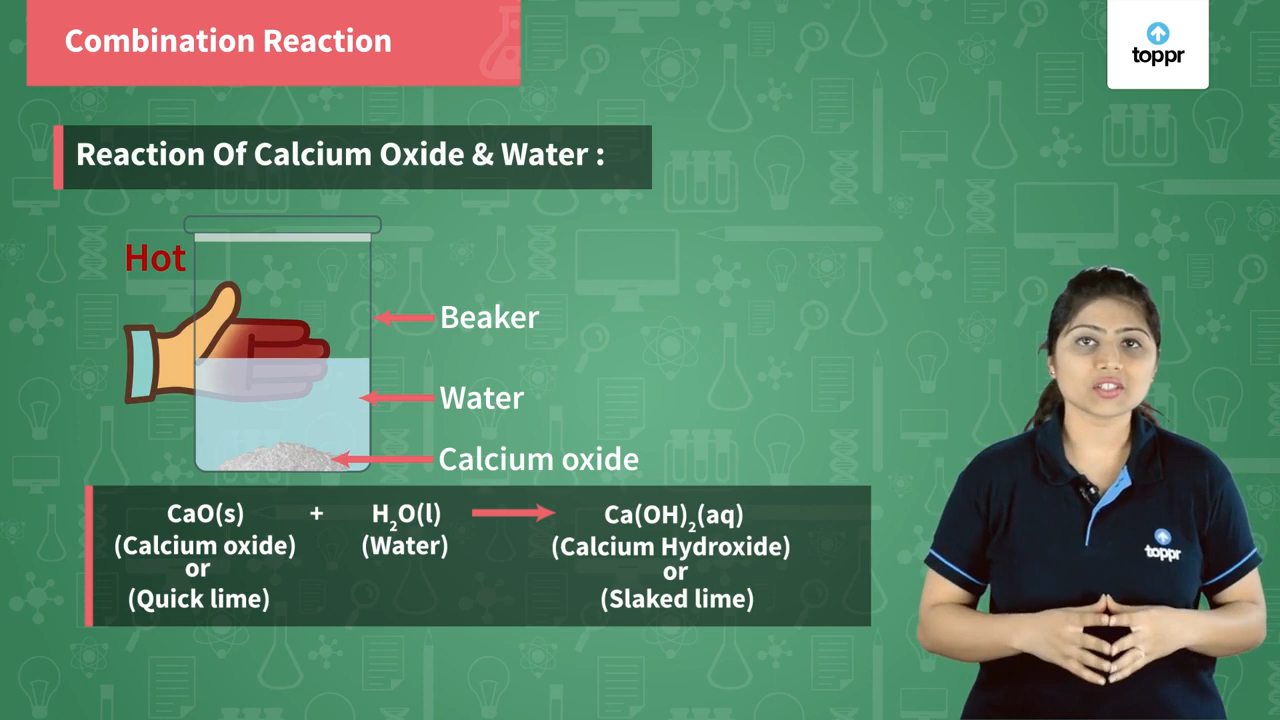 Combination Reaction
toppr
Reaction Of Calcium Oxide & Water :
Hot
Beaker
Water
Calcium oxide
CaO(s) + H₂O(l) → Ca(OH)₂(aq)
(Calcium oxide) (Water) (Calcium Hydroxide)
or or
(Quick lime) (Slaked lime)
toppr